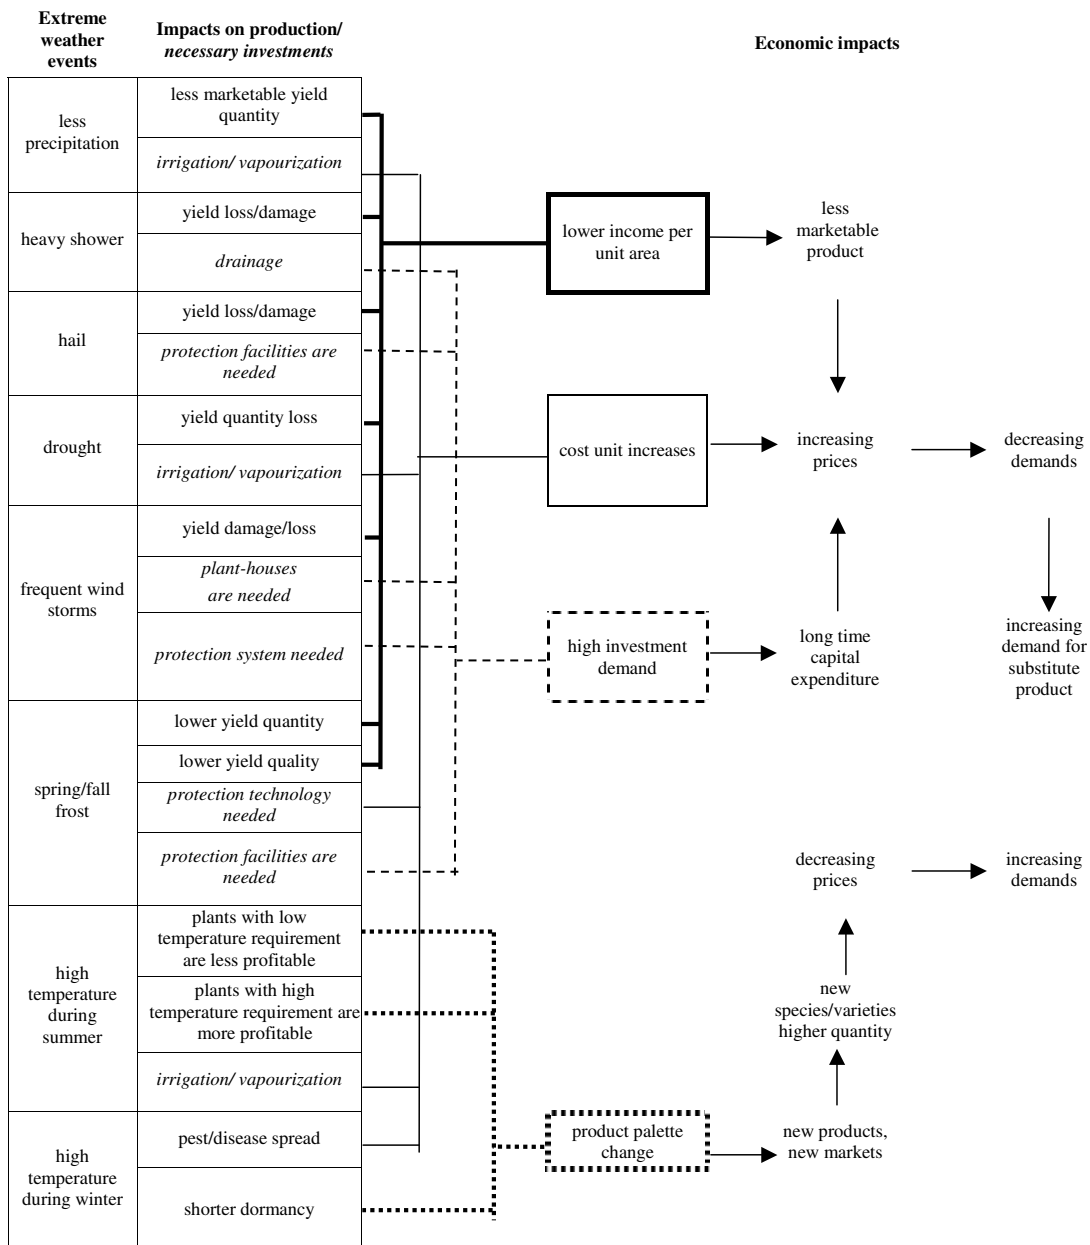 Extreme
weather
events
Impacts on production/
necessary investments
Economic impacts
less
precipitation
less marketable yield
quantity
irrigation/ vapourization
heavy shower
yield loss/damage
drainage
hail
yield loss/damage
protection facilities are
needed
drought
yield quantity loss
irrigation/ vapourization
frequent wind
storms
yield damage/loss
plant-houses
are needed
protection system needed
spring/fall
frost
lower yield quantity
lower yield quality
protection technology
needed
protection facilities are
needed
high
temperature
during
summer
plants with low
temperature requirement
are less profitable
plants with high
temperature requirement are
more profitable
irrigation/ vapourization
high
temperature
during winter
pest/disease spread
shorter dormancy
lower income per
unit area
less
marketable
product
cost unit increases
increasing
prices
decreasing
demands
high investment
demand
long time
capital
expenditure
increasing
demand for
substitute
product
decreasing
prices
increasing
demands
new
species/varieties
higher quantity
product palette
change
new products,
new markets